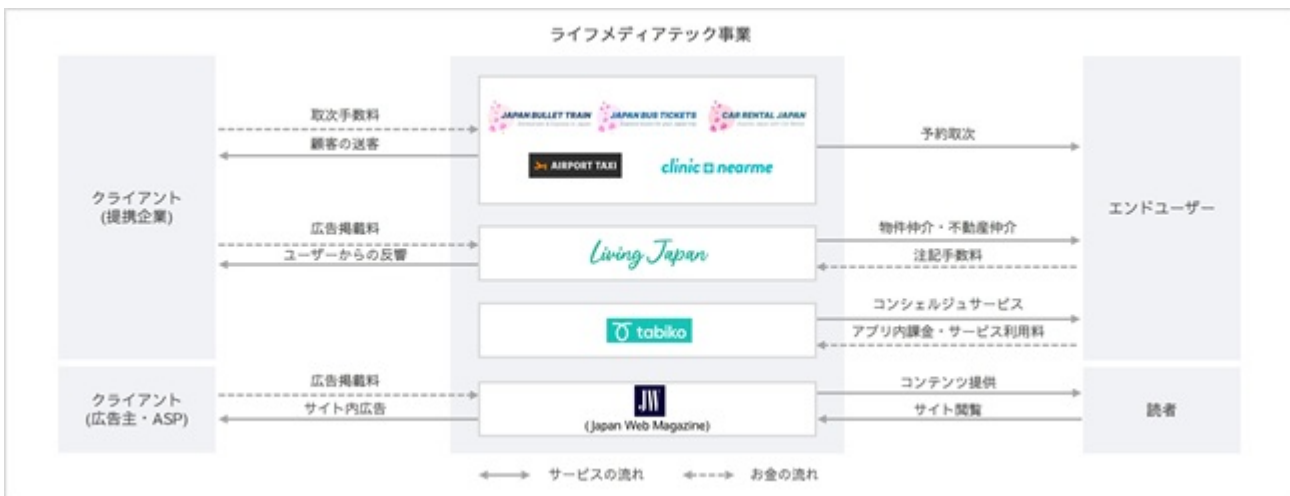 ライフメディアテック事業
クライアント
(提携企業)
取次手数料
顧客の送客
JAPAN BULLET TRAIN
JAPAN BUS TICKETS
CAR RENTAL JAPAN
AIRPORT TAXI
clinic nearme
予約取次
エンドユーザー
広告掲載料
ユーザーからの反響
Living Japan
物件仲介・不動産仲介
注記手数料
tabiko
コンシェルジュサービス
アプリ内課金・サービス利用料
クライアント
(広告主・ASP)
広告掲載料
サイト内広告
JW
(Japan Web Magazine)
コンテンツ提供
サイト閲覧
読者
サービスの流れ
お金の流れ